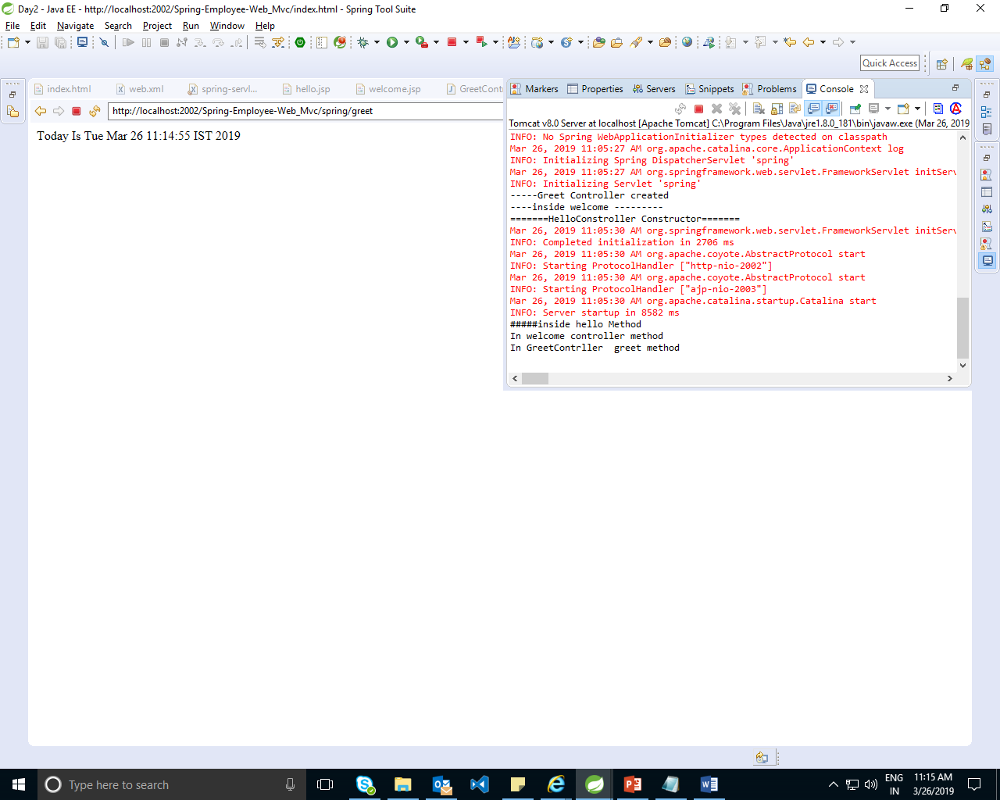 Day2 - Java EE - http://localhost:2002/Spring-Employee-Web_Mvc/index.html - Spring Tool Suite
File Edit Navigate Search Project Run Window Help
Quick Access
index.html web.xml spring-servl... hello.jsp welcome.jsp GreetCont
http://localhost:2002/Spring-Employee-Web_Mvc/spring/greet
Today Is Tue Mar 26 11:14:55 IST 2019
Markers Properties Servers Snippets Problems Console
Tomcat v8.0 Server at localhost [Apache Tomcat] C:\Program Files\Java\jre1.8.0_181\bin\javaw.exe (Mar 26, 2019
INFO: No Spring WebApplicationInitializer types detected on classpath
Mar 26, 2019 11:05:27 AM org.apache.catalina.core.ApplicationContext log
INFO: Initializing Spring DispatcherServlet 'spring'
Mar 26, 2019 11:05:27 AM org.springframework.web.servlet.FrameworkServlet initServ
INFO: Initializing Servlet 'spring'
-----Greet Controller created
----inside welcome ---------
=======HelloConstroller Constructor=======
Mar 26, 2019 11:05:30 AM org.springframework.web.servlet.FrameworkServlet initServ
INFO: Completed initialization in 2706 ms
Mar 26, 2019 11:05:30 AM org.apache.coyote.AbstractProtocol start
INFO: Starting ProtocolHandler ["http-nio-2002"]
Mar 26, 2019 11:05:30 AM org.apache.coyote.AbstractProtocol start
INFO: Starting ProtocolHandler ["ajp-nio-2003"]
Mar 26, 2019 11:05:30 AM org.apache.catalina.startup.Catalina start
INFO: Server startup in 8582 ms
#####inside hello Method
In welcome controller method
In GreetContrller  greet method
Type here to search
ENG 11:15 AM
IN 3/26/2019